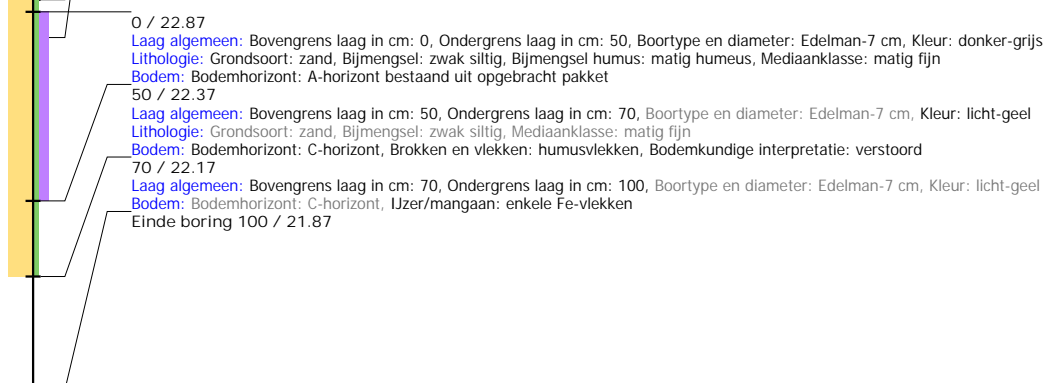 0 / 22.87
Laag algemeen: Bovengrens laag in cm: 0, Ondergrens laag in cm: 50, Boortype en diameter: Edelman-7 cm, Kleur: donker-grijs
Lithologie: Grondsoort: zand, Bijmengsel: zwak siltig, Bijmengsel humus: matig humeus, Mediaanklasse: matig fijn
Bodem: Bodemhorizont: A-horizont bestaand uit opgebracht pakket
50 / 22.37
Laag algemeen: Bovengrens laag in cm: 50, Ondergrens laag in cm: 70, Boortype en diameter: Edelman-7 cm, Kleur: licht-geel
Lithologie: Grondsoort: zand, Bijmengsel: zwak siltig, Mediaanklasse: matig fijn
Bodem: Bodemhorizont: C-horizont, Brokken en vlekken: humusvlekken, Bodemkundige interpretatie: verstoord
70 / 22.17
Laag algemeen: Bovengrens laag in cm: 70, Ondergrens laag in cm: 100, Boortype en diameter: Edelman-7 cm, Kleur: licht-geel
Bodem: Bodemhorizont: C-horizont, IJzer/mangaan: enkele Fe-vlekken
Einde boring 100 / 21.87